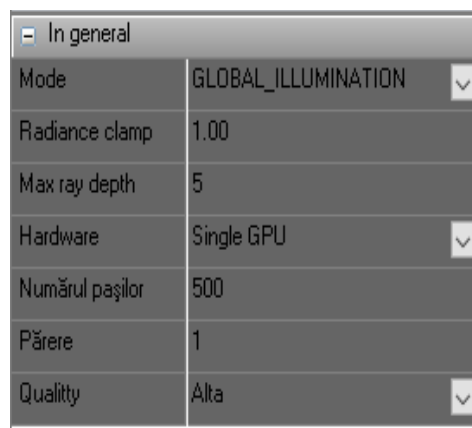 In general
Mode GLOBAL_ILLUMINATION
Radiance clamp 1.00
Max ray depth 5
Hardware Single GPU
Numărul paşilor 500
Părere 1
Qualitty Alta